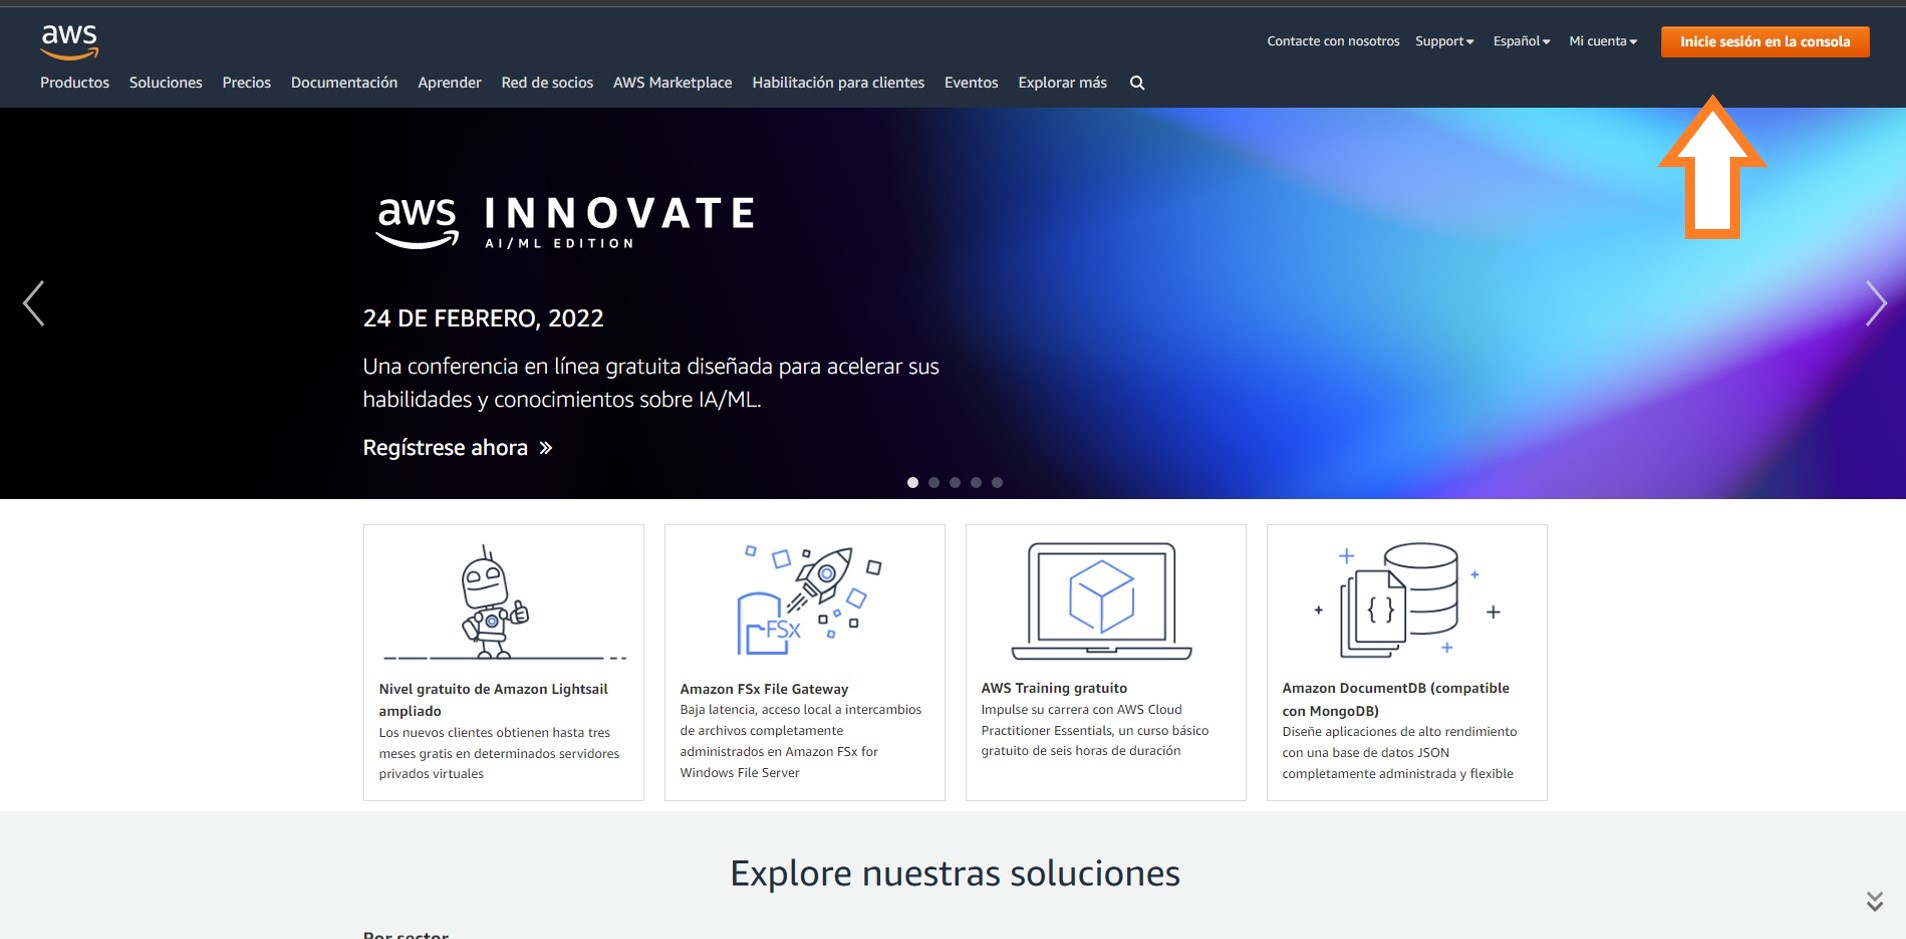 aws
Contacte con nosotros Support Español Mi cuenta Inicie sesión en la consola
Productos Soluciones Precios Documentación Aprender Red de socios AWS Marketplace Habilitación para clientes Eventos Explorar más
aws INNOVATE
AI/ML EDITION
24 DE FEBRERO, 2022
Una conferencia en línea gratuita diseñada para acelerar sus
habilidades y conocimientos sobre IA/ML.
Regístrese ahora »
Nivel gratuito de Amazon Lightsail
ampliado
Los nuevos clientes obtienen hasta tres
meses gratis en determinados servidores
privados virtuales
FSx
Amazon FSx File Gateway
Baja latencia, acceso local a intercambios
de archivos completamente
administrados en Amazon FSx for
Windows File Server
AWS Training gratuito
Impulse su carrera con AWS Cloud
Practitioner Essentials, un curso básico
gratuito de seis horas de duración
{ }
Amazon DocumentDB (compatible
con MongoDB)
Diseñe aplicaciones de alto rendimiento
con una base de datos JSON
completamente administrada y flexible
Explore nuestras soluciones
Por sector